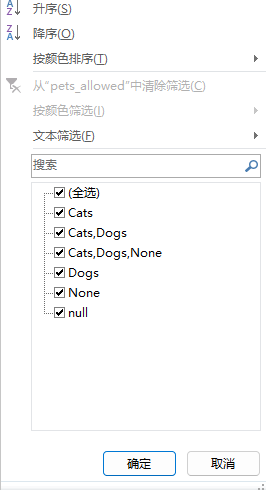 升序(S)
降序(O)
按颜色排序(T)
从"pets_allowed"中清除筛选(C)
按颜色筛选(I)
文本筛选(F)
搜索
(全选)
Cats
Cats,Dogs
Cats,Dogs,None
Dogs
None
null
确定
取消